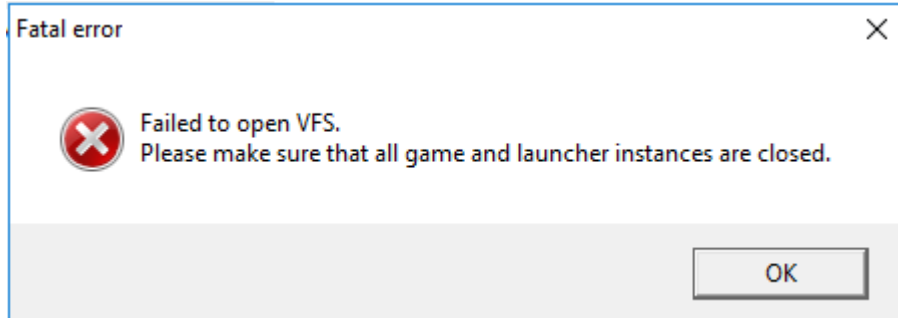 Fatal error
Failed to open VFS.
Please make sure that all game and launcher instances are closed.
OK